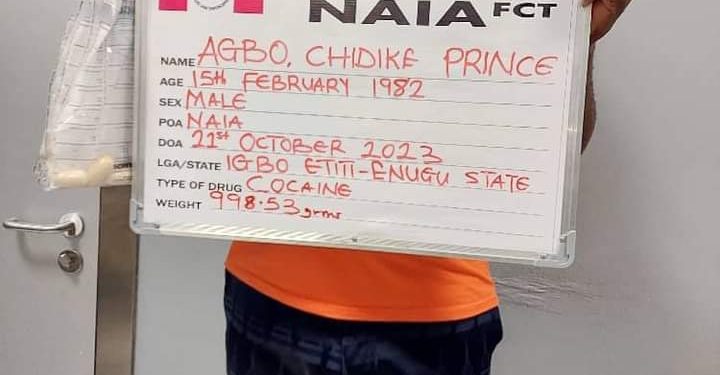 NAIA FCT
NAME AGBO, CHIDIKE PRINCE
AGE 15th FEBRUARY 1982
SEX MALE
POA NAIA
DOA 21st OCTOBER 2023
LGA/STATE IGBO ETITI-ENUGU STATE
TYPE OF DRUG COCAINE
WEIGHT 998.53grms